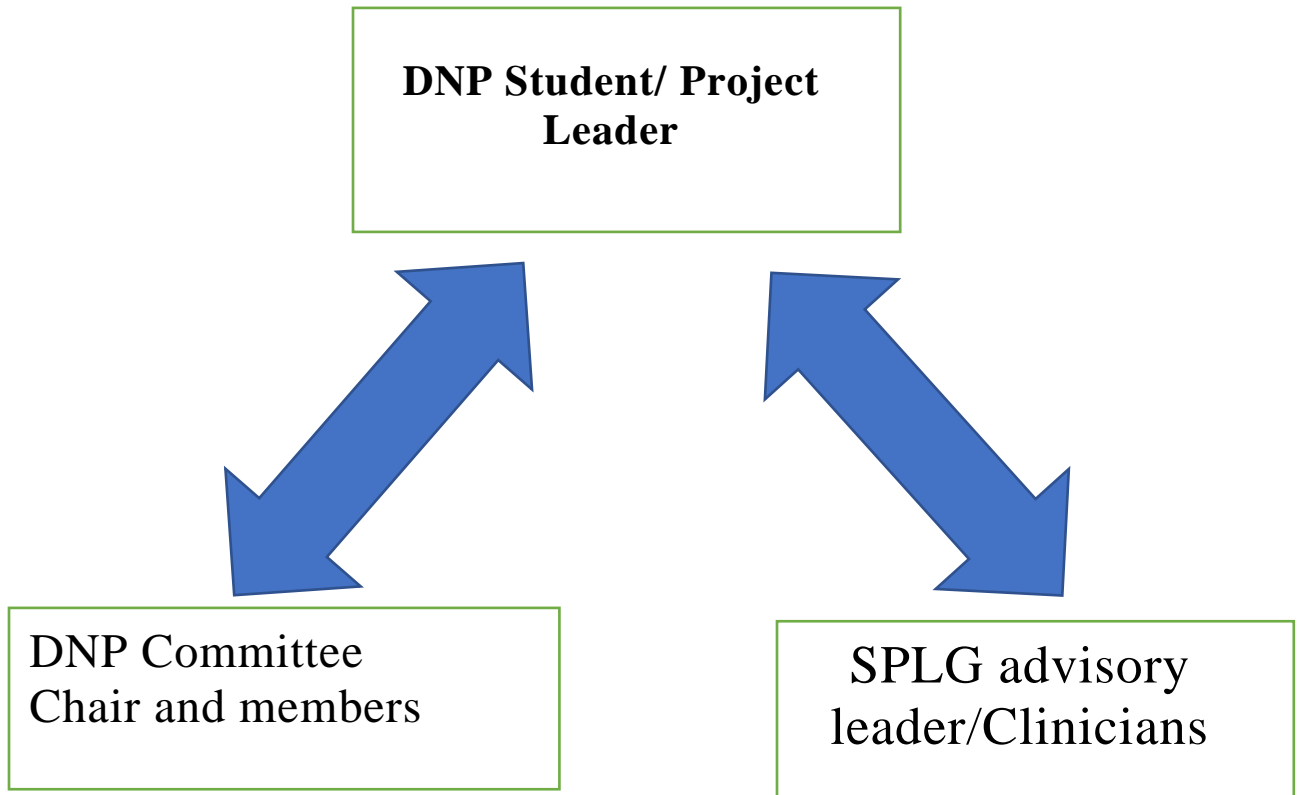 DNP Student/ Project
Leader
DNP Committee
Chair and members
SPLG advisory
leader/Clinicians